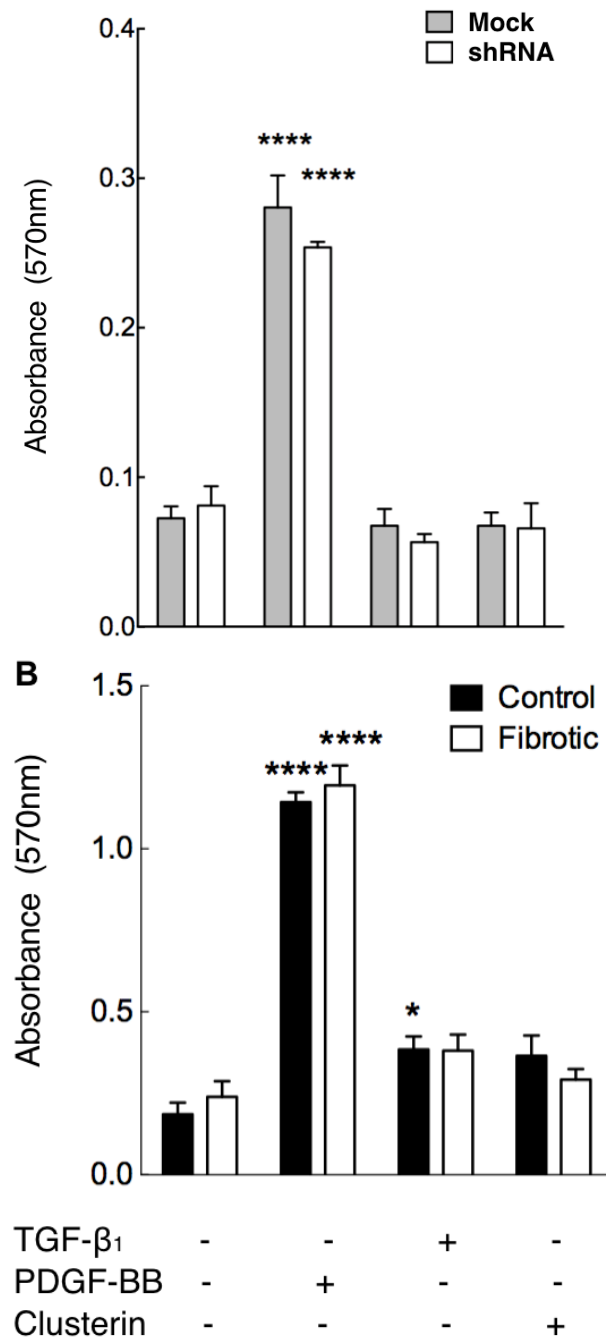 0.4
Mock
shRNA
****
****
0.3
Absorbance (570nm)
0.2
0.1
0.0
B
1.5
Control
Fibrotic
****
****
Absorbance (570nm)
1.0
*
0.5
0.0
TGF-β₁ - - + -
PDGF-BB - + - -
Clusterin - - - +